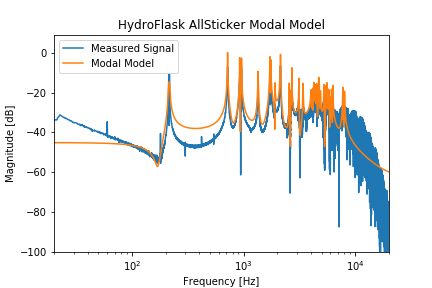 HydroFlask AllSticker Modal Model
Measured Signal
Modal Model
Magnitude [dB]
0
−20
−40
−60
−80
−100
10²
10³
10⁴
Frequency [Hz]